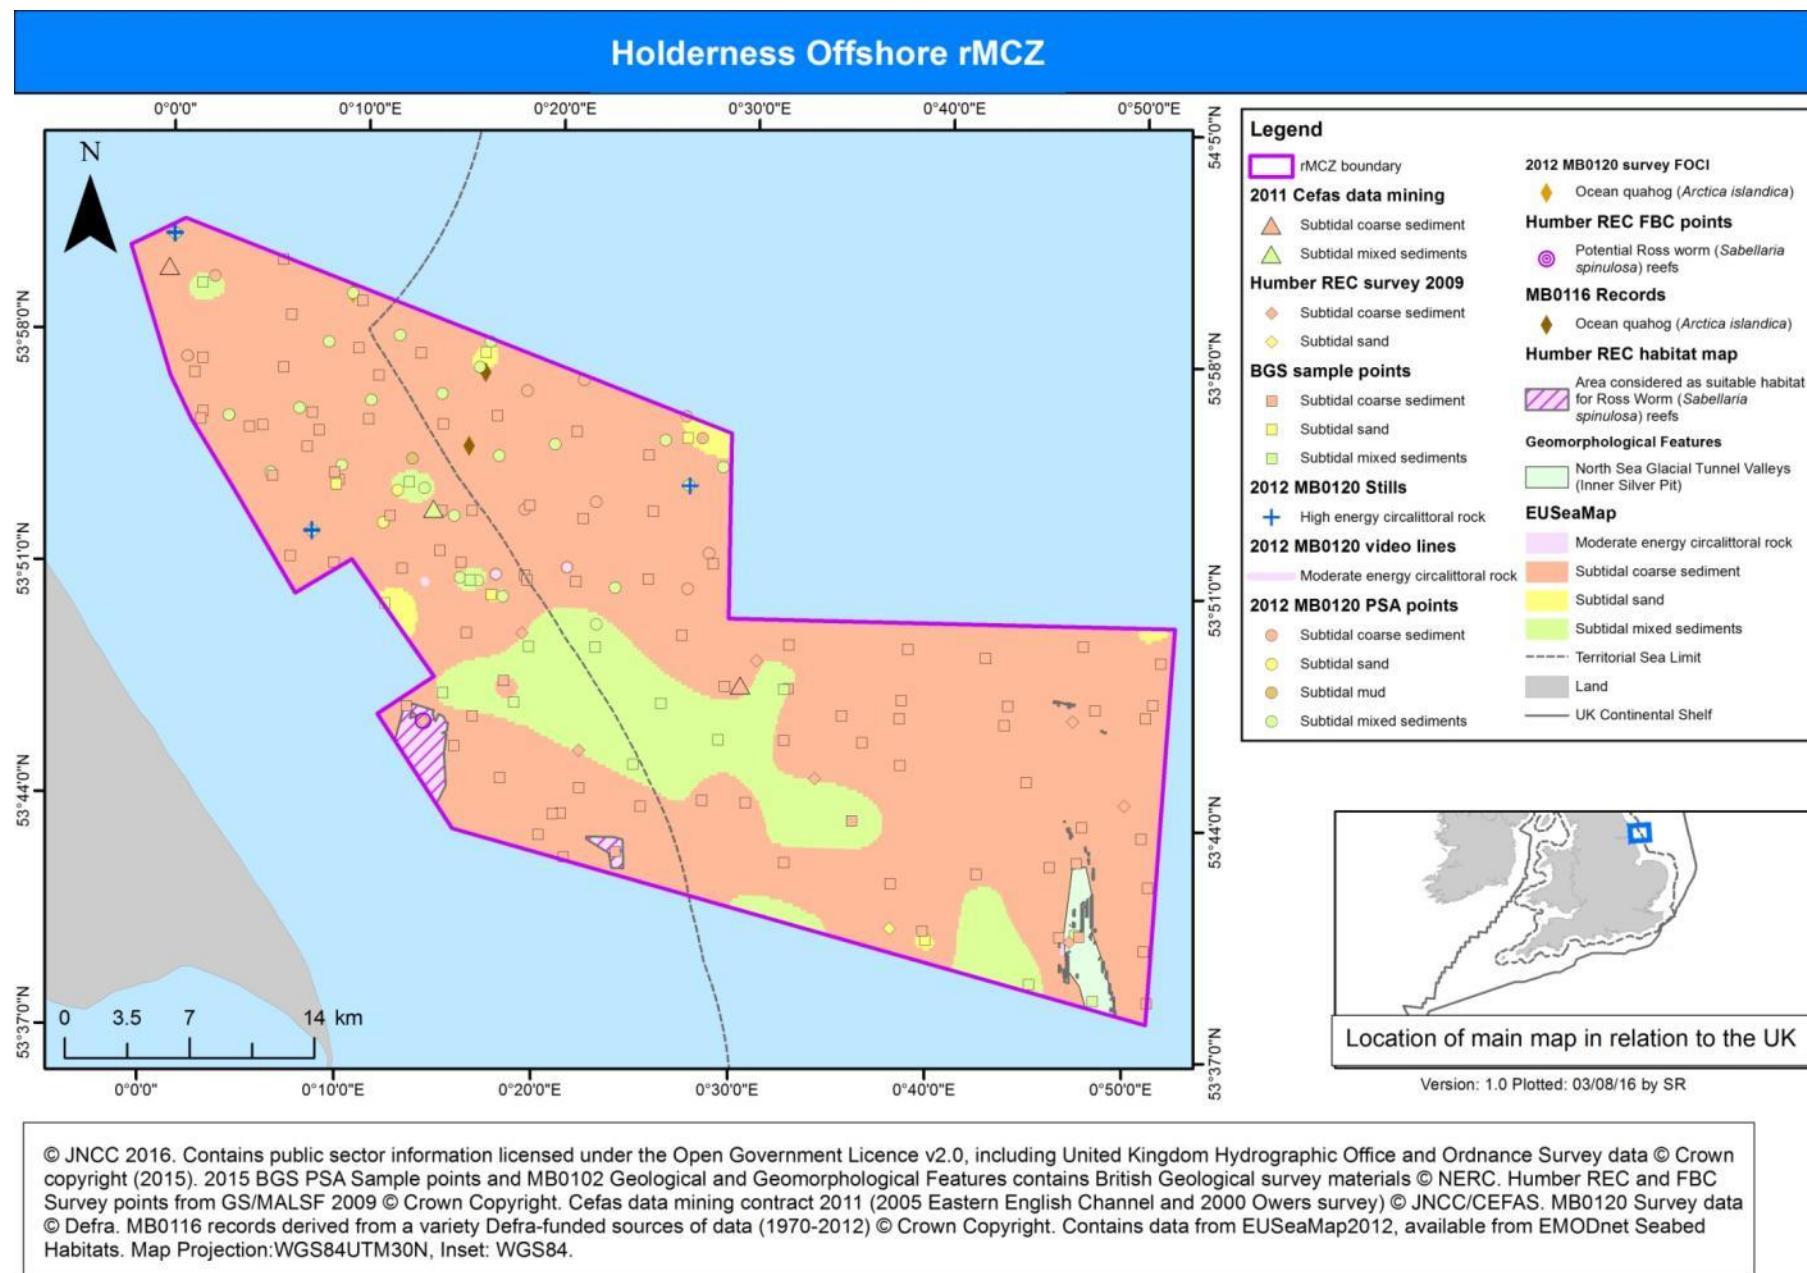 Holderness Offshore rMCZ
0°0'0" 0°10'0"E 0°20'0"E 0°30'0"E 0°40'0"E 0°50'0"E
N
54°5'0"N
53°58'0"N
53°58'0"N
53°51'0"N
53°51'0"N
53°44'0"N
53°44'0"N
53°37'0"N
53°37'0"N
0 3.5 7 14 km
0°0'0" 0°10'0"E 0°20'0"E 0°30'0"E 0°40'0"E 0°50'0"E
Legend
rMCZ boundary
2011 Cefas data mining
Subtidal coarse sediment
Subtidal mixed sediments
Humber REC survey 2009
Subtidal coarse sediment
Subtidal sand
BGS sample points
Subtidal coarse sediment
Subtidal sand
Subtidal mixed sediments
2012 MB0120 Stills
High energy circalittoral rock
2012 MB0120 video lines
Moderate energy circalittoral rock
2012 MB0120 PSA points
Subtidal coarse sediment
Subtidal sand
Subtidal mud
Subtidal mixed sediments
2012 MB0120 survey FOCI
Ocean quahog (Arctica islandica)
Humber REC FBC points
Potential Ross worm (Sabellaria
spinulosa) reefs
MB0116 Records
Ocean quahog (Arctica islandica)
Humber REC habitat map
Area considered as suitable habitat
for Ross Worm (Sabellaria
spinulosa) reefs
Geomorphological Features
North Sea Glacial Tunnel Valleys
(Inner Silver Pit)
EUSeaMap
Moderate energy circalittoral rock
Subtidal coarse sediment
Subtidal sand
Subtidal mixed sediments
Territorial Sea Limit
Land
UK Continental Shelf
Location of main map in relation to the UK
Version: 1.0 Plotted: 03/08/16 by SR
© JNCC 2016. Contains public sector information licensed under the Open Government Licence v2.0, including United Kingdom Hydrographic Office and Ordnance Survey data © Crown
copyright (2015). 2015 BGS PSA Sample points and MB0102 Geological and Geomorphological Features contains British Geological survey materials © NERC. Humber REC and FBC
Survey points from GS/MALSF 2009 © Crown Copyright. Cefas data mining contract 2011 (2005 Eastern English Channel and 2000 Owers survey) © JNCC/CEFAS. MB0120 Survey data
© Defra. MB0116 records derived from a variety Defra-funded sources of data (1970-2012) © Crown Copyright. Contains data from EUSeaMap2012, available from EMODnet Seabed
Habitats. Map Projection:WGS84UTM30N, Inset: WGS84.